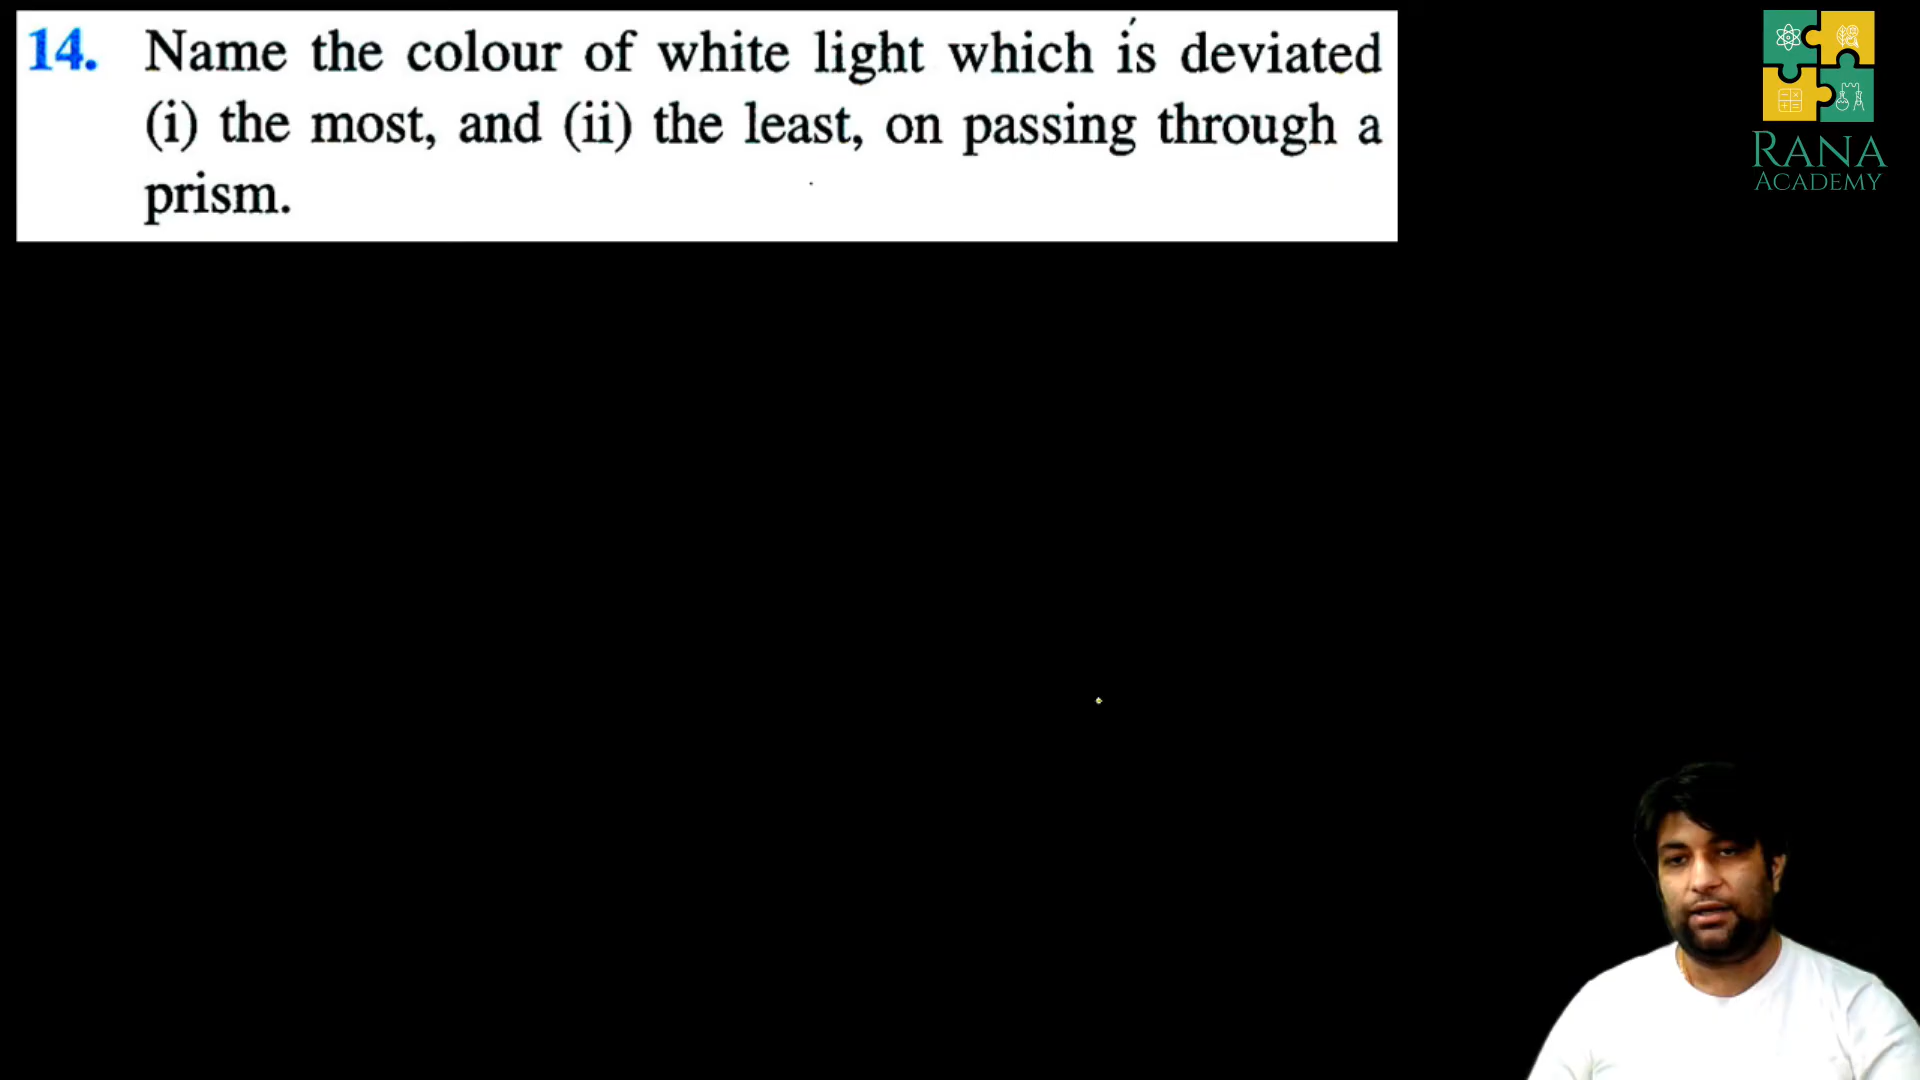 14. Name the colour of white light which is deviated
(i) the most, and (ii) the least, on passing through a
prism.
RANA
ACADEMY